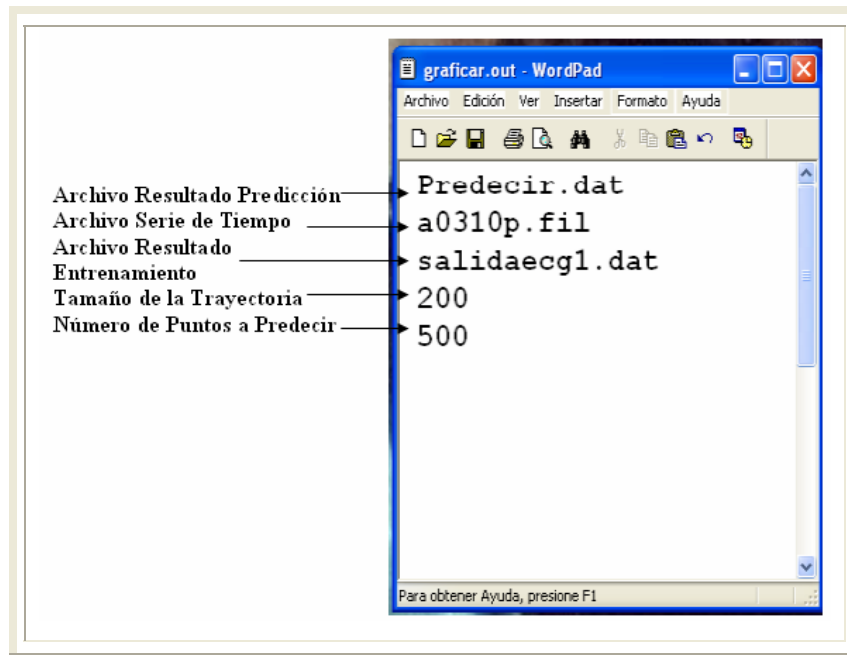 graficar.out - WordPad
Archivo Edición Ver Insertar Formato Ayuda
Archivo Resultado Predicción
Archivo Serie de Tiempo
Archivo Resultado
Entrenamiento
Tamaño de la Trayectoria
Número de Puntos a Predecir
Predecir.dat
a0310p.fil
salidaecg1.dat
200
500
Para obtener Ayuda, presione F1